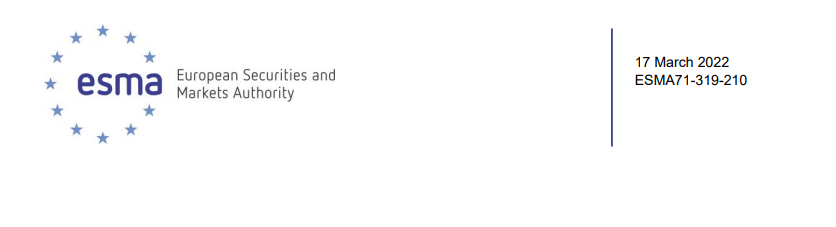 esma
European Securities and
Markets Authority
17 March 2022
ESMA71-319-210